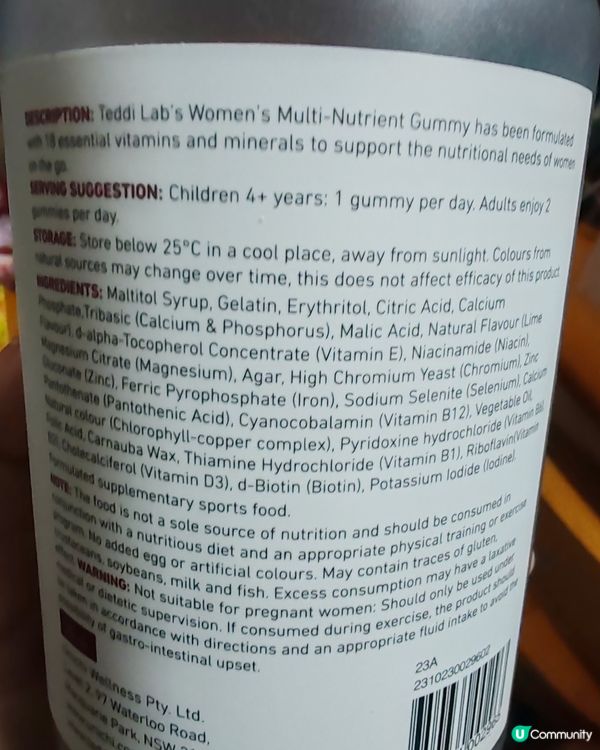 DESCRIPTION: Teddi Lab's Women's Multi-Nutrient Gummy has been formulated
with 18 essential vitamins and minerals to support the nutritional needs of women
on the go.
SERVING SUGGESTION: Children 4+ years: 1 gummy per day. Adults enjoy 2
gummies per day.
STORAGE: Store below 25°C in a cool place, away from sunlight. Colours from
natural sources may change over time, this does not affect efficacy of this product
INGREDIENTS: Maltitol Syrup, Gelatin, Erythritol, Citric Acid, Calcium
Phosphate,Tribasic (Calcium & Phosphorus), Malic Acid, Natural Flavour (Lime
Flavour), d-alpha-Tocopherol Concentrate (Vitamin E), Niacinamide (Niacin),
Magnesium Citrate (Magnesium), Agar, High Chromium Yeast (Chromium), Zinc
Gluconate (Zinc), Ferric Pyrophosphate (Iron), Sodium Selenite (Selenium), Calcium
Pantothenate (Pantothenic Acid), Cyanocobalamin (Vitamin B12), Vegetable Oil,
Natural colour (Chlorophyll-copper complex), Pyridoxine hydrochloride (Vitamin B6),
Folic Acid, Carnauba Wax, Thiamine Hydrochloride (Vitamin B1), Riboflavin(Vitamin
B2), Cholecalciferol (Vitamin D3), d-Biotin (Biotin), Potassium Iodide (Iodine).
Formulated supplementary sports food.
NOTE: The food is not a sole source of nutrition and should be consumed in
conjunction with a nutritious diet and an appropriate physical training or exercise
program. No added egg or artificial colours. May contain traces of gluten,
crustaceans, soybeans, milk and fish. Excess consumption may have a laxative
effect. WARNING: Not suitable for pregnant women: Should only be used under
medical or dietetic supervision. If consumed during exercise, the product should
be taken in accordance with directions and an appropriate fluid intake to avoid the
possibility of gastro-intestinal upset.
23A
2310230029602
Wellness Pty. Ltd.
2, 97 Waterloo Road,
Macquarie Park, NSW
U Community